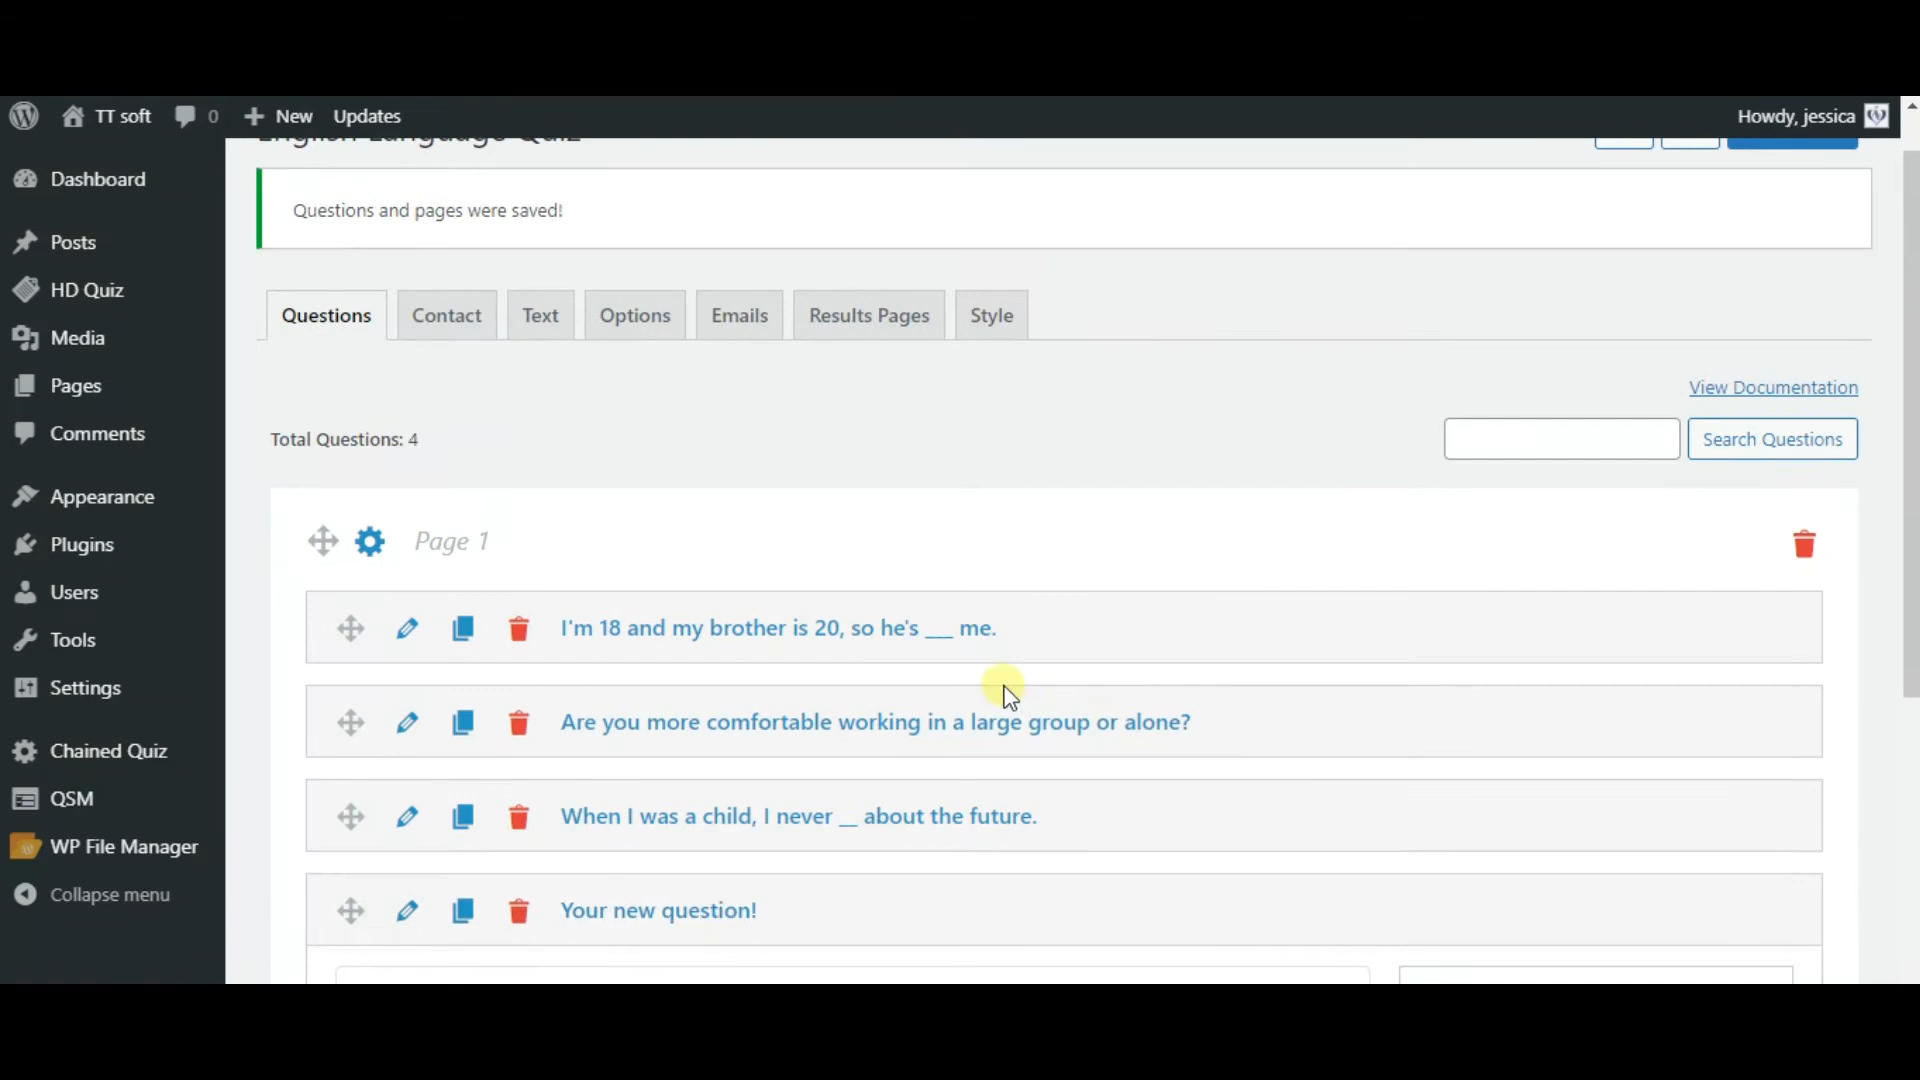 TT soft 0 New Updates Howdy, jessica
English Language Quiz
Dashboard
Posts
HD Quiz
Media
Pages
Comments
Appearance
Plugins
Users
Tools
Settings
Chained Quiz
QSM
WP File Manager
Collapse menu
Questions and pages were saved!
Questions Contact Text Options Emails Results Pages Style
View Documentation
Total Questions: 4
Search Questions
Page 1
I'm 18 and my brother is 20, so he's ___ me.
Are you more comfortable working in a large group or alone?
When I was a child, I never __ about the future.
Your new question!